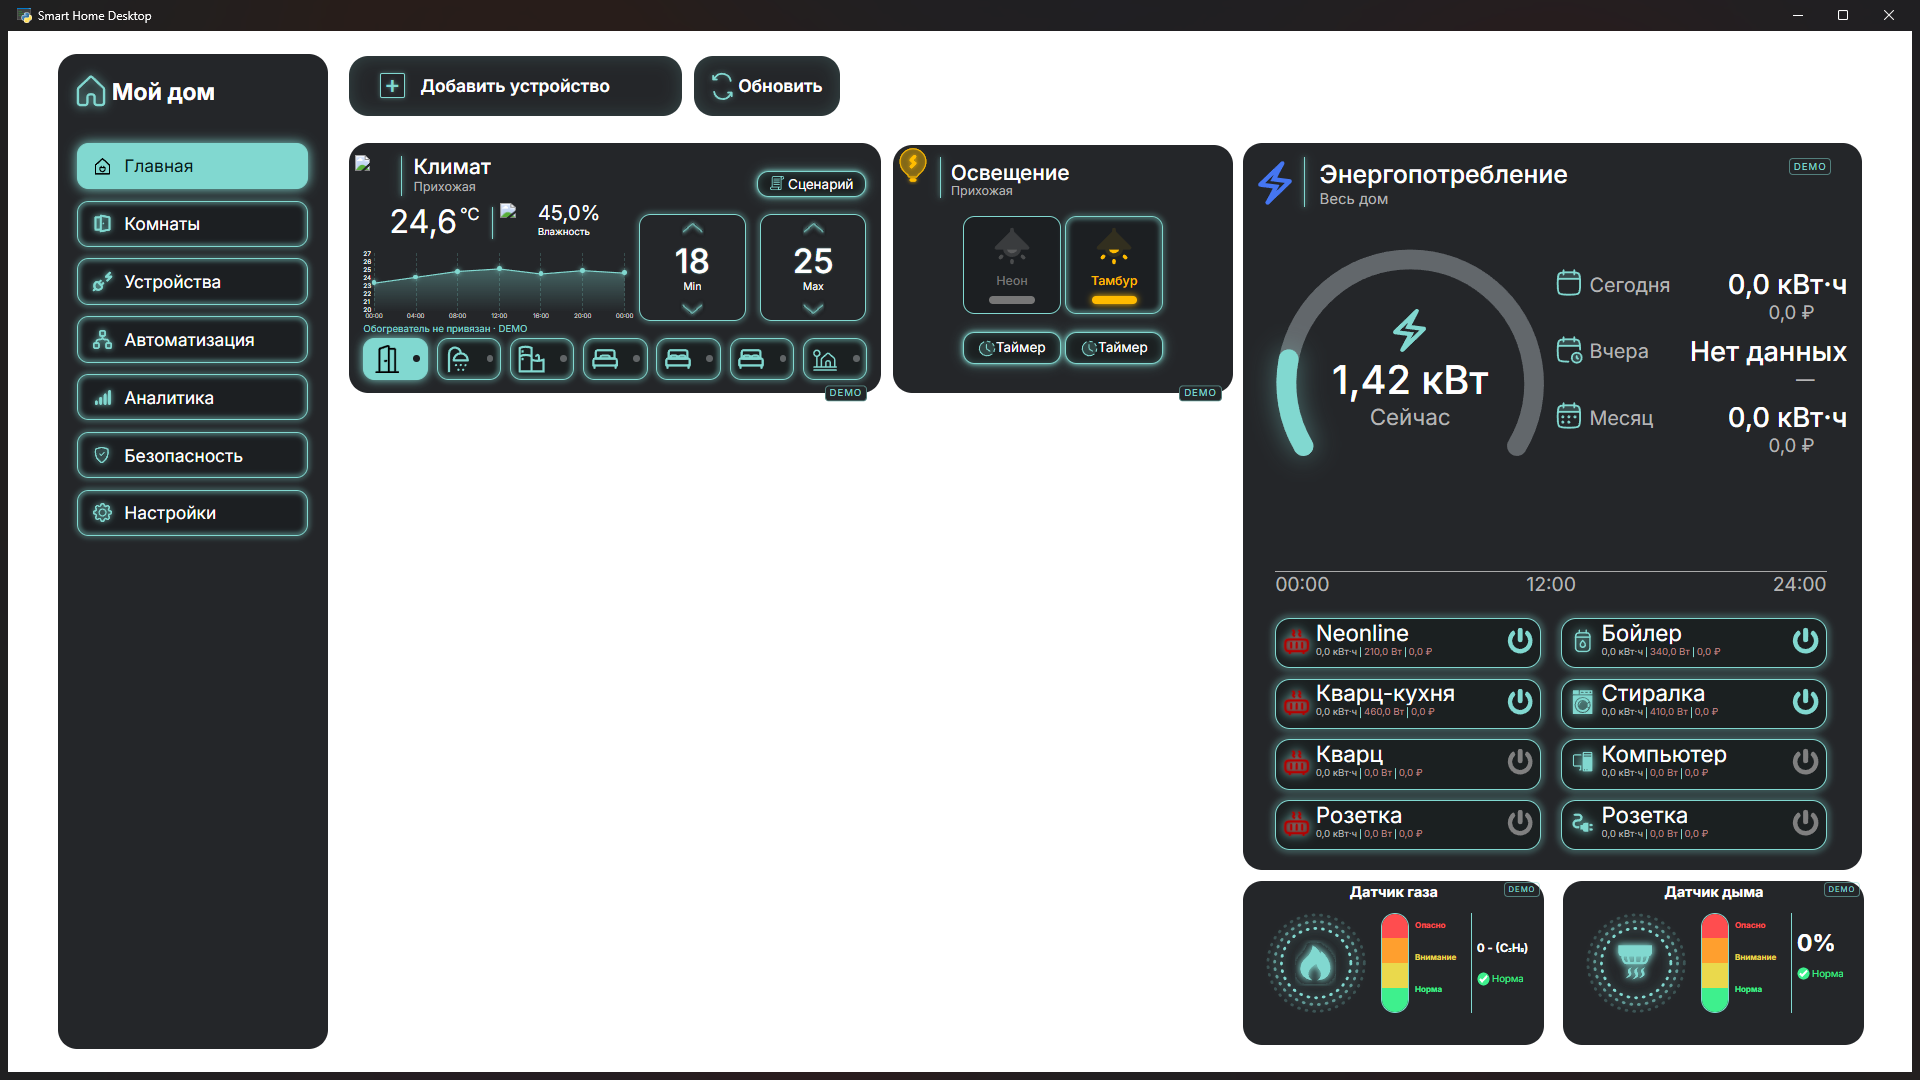 Smart Home Desktop
Мой дом
Главная
Комнаты
Устройства
Автоматизация
Аналитика
Безопасность
Настройки
Добавить устройство
Обновить
Климат
Прихожая
Сценарий
24,6 °C
45,0%
Влажность
27
26
25
24
23
22
21
20
00:00 04:00 08:00 12:00 16:00 20:00 00:00
18
Min
25
Max
Обогреватель не привязан · DEMO
DEMO
Освещение
Прихожая
Неон
Тамбур
Таймер
Таймер
DEMO
Энергопотребление
Весь дом
DEMO
1,42 кВт
Сейчас
Сегодня 0,0 кВт·ч
0,0 ₽
Вчера Нет данных
—
Месяц 0,0 кВт·ч
0,0 ₽
00:00 12:00 24:00
Neonline
0,0 кВт·ч | 210,0 Вт | 0,0 ₽
Бойлер
0,0 кВт·ч | 340,0 Вт | 0,0 ₽
Кварц-кухня
0,0 кВт·ч | 460,0 Вт | 0,0 ₽
Стиралка
0,0 кВт·ч | 410,0 Вт | 0,0 ₽
Кварц
0,0 кВт·ч | 0,0 Вт | 0,0 ₽
Компьютер
0,0 кВт·ч | 0,0 Вт | 0,0 ₽
Розетка
0,0 кВт·ч | 0,0 Вт | 0,0 ₽
Розетка
0,0 кВт·ч | 0,0 Вт | 0,0 ₽
Датчик газа
DEMO
Опасно
Внимание
Норма
0 - (C₃H₈)
Норма
Датчик дыма
DEMO
Опасно
Внимание
Норма
0%
Норма